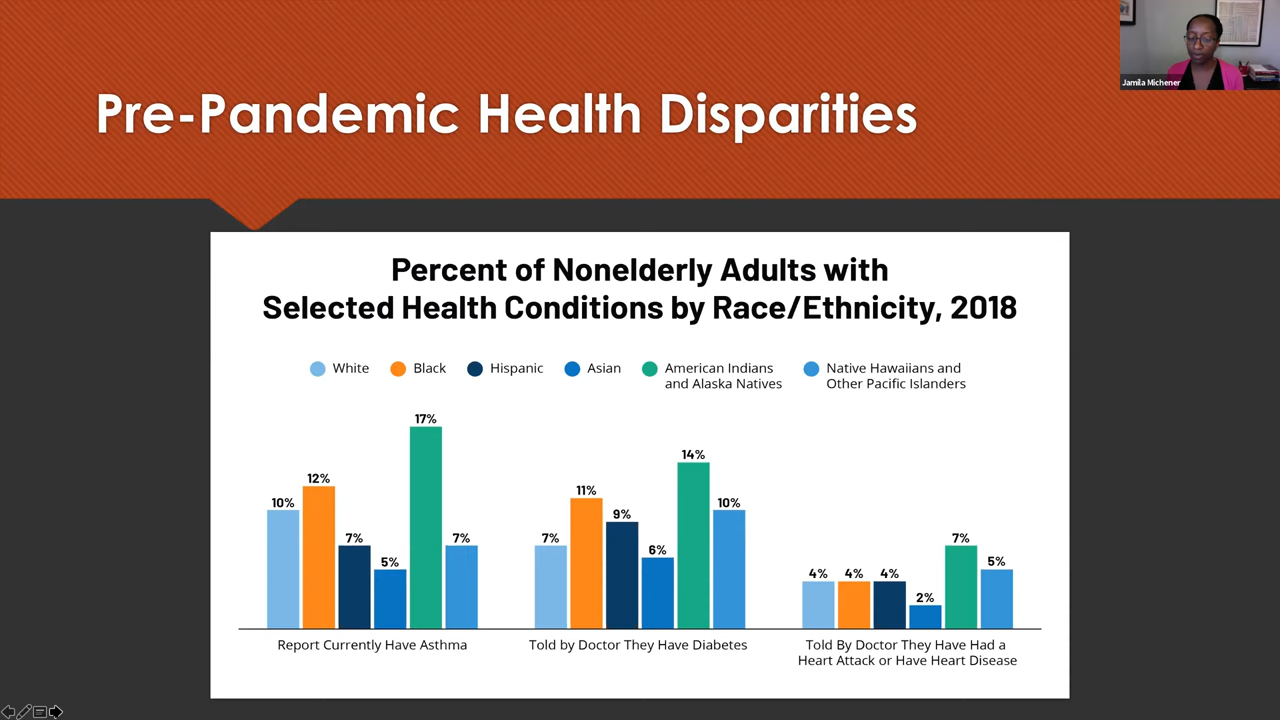 Jamila Michener
Pre-Pandemic Health Disparities
Percent of Nonelderly Adults with
Selected Health Conditions by Race/Ethnicity, 2018
White
Black
Hispanic
Asian
American Indians
and Alaska Natives
Native Hawaiians and
Other Pacific Islanders
10%
12%
7%
5%
17%
7%
7%
11%
9%
6%
14%
10%
4%
4%
4%
2%
7%
5%
Report Currently Have Asthma
Told by Doctor They Have Diabetes
Told By Doctor They Have Had a
Heart Attack or Have Heart Disease